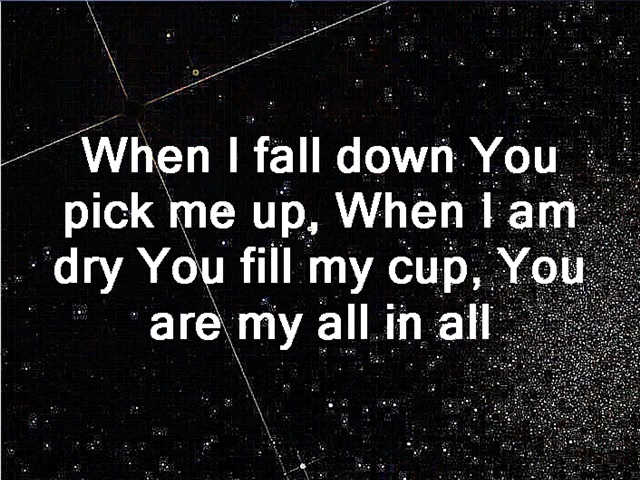 When I fall down You
pick me up, When I am
dry You fill my cup, You
are my all in all